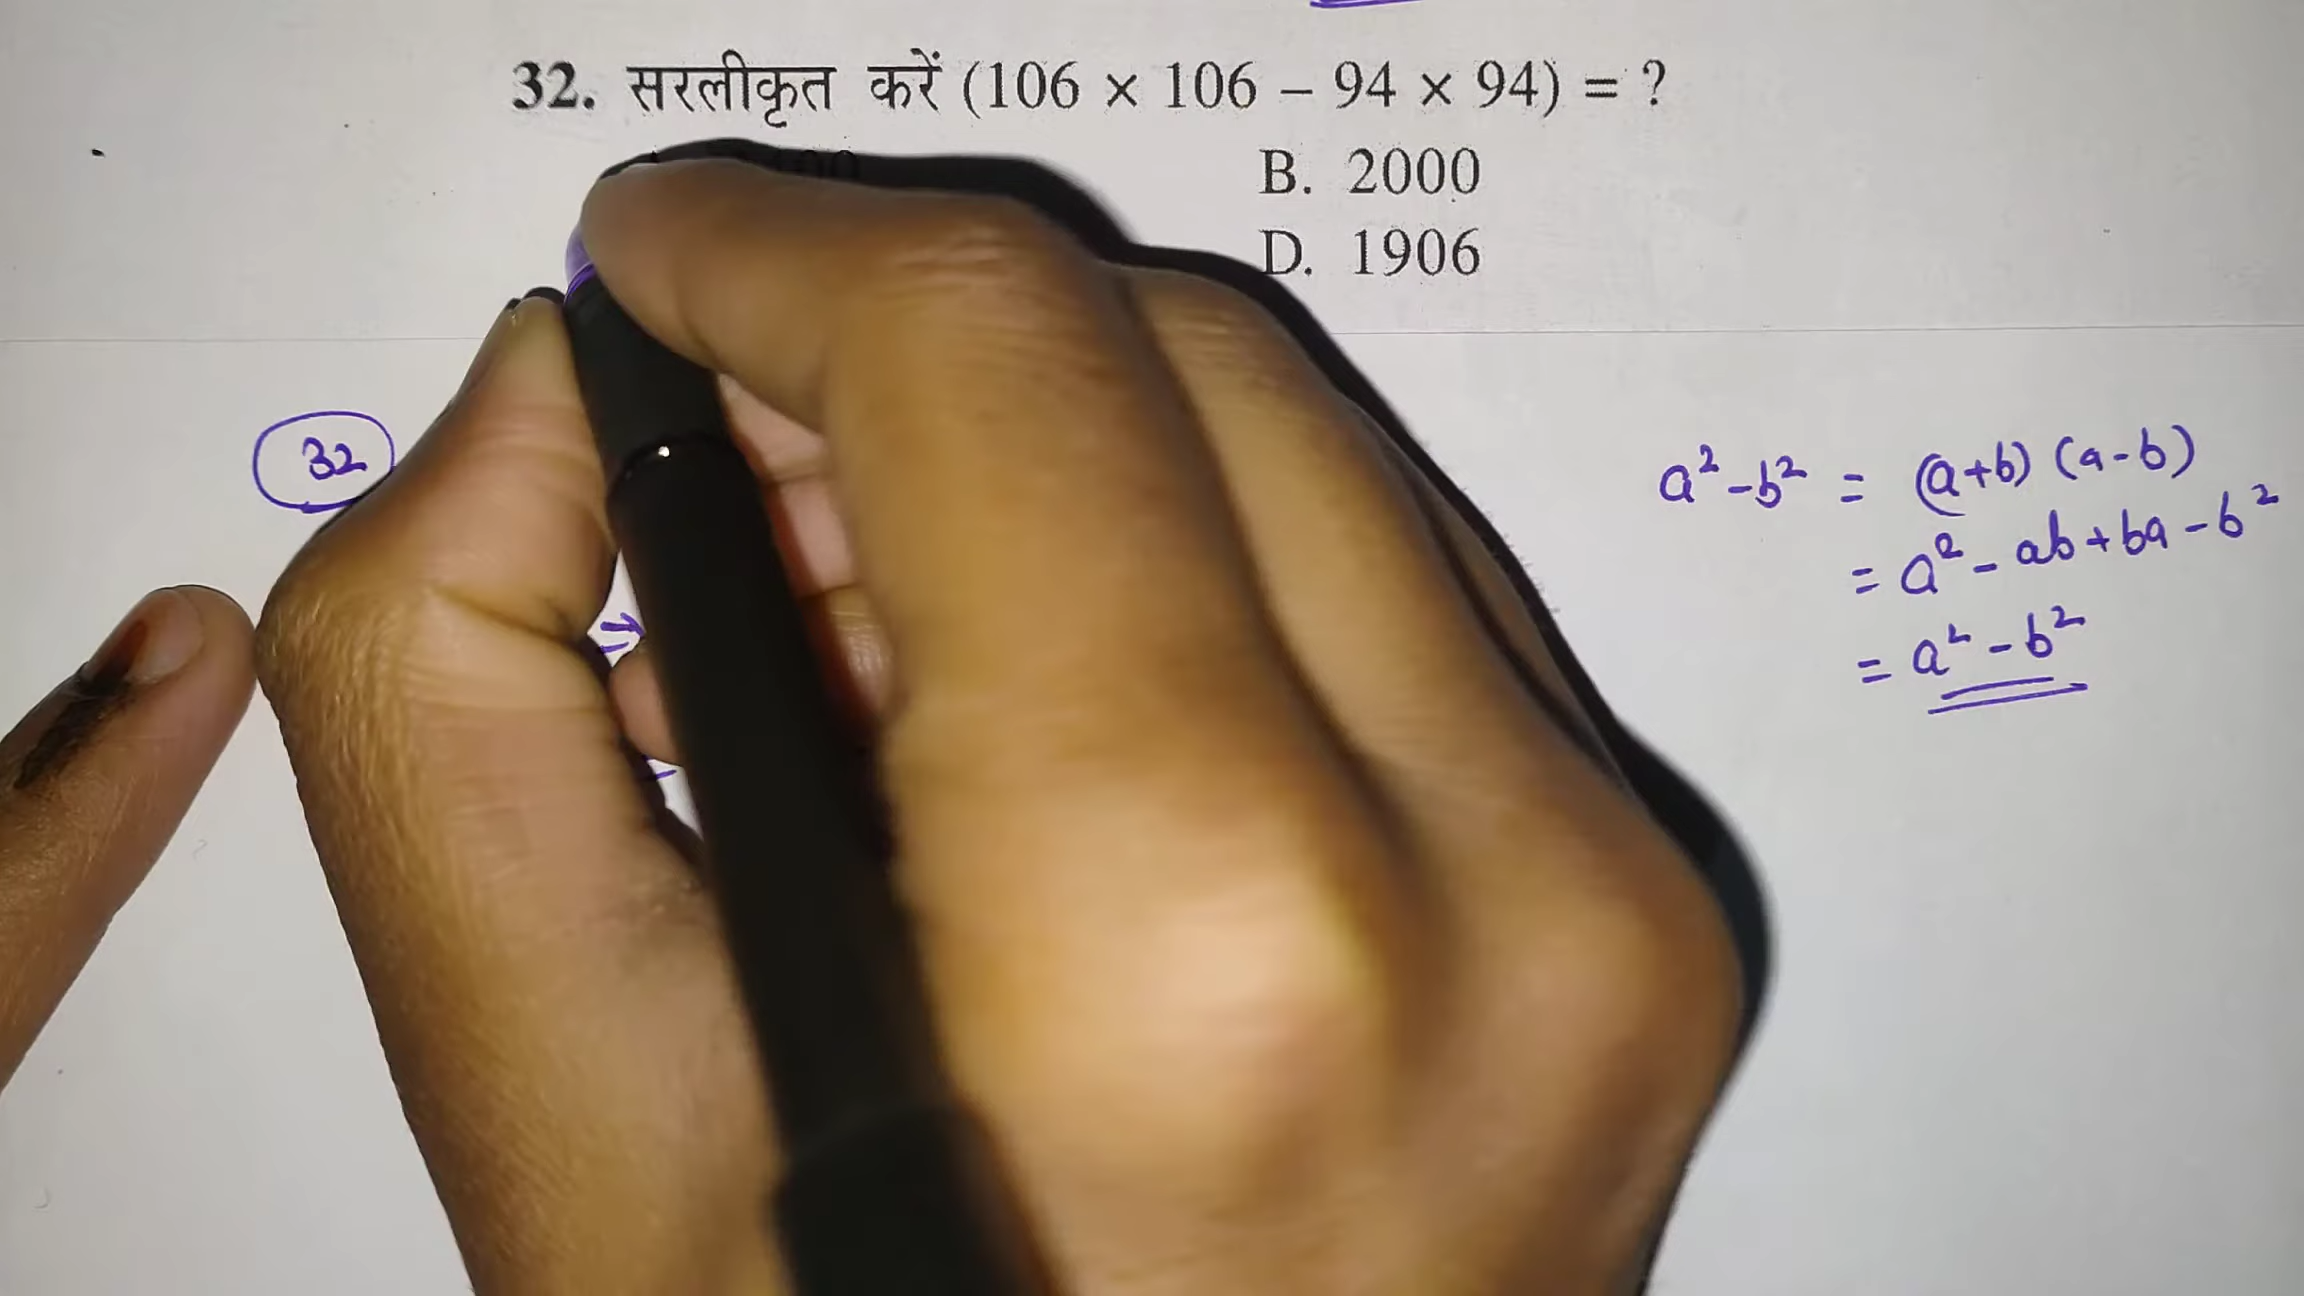 32. सरलीकृत करें (106 × 106 – 94 × 94) = ?
B. 2000
D. 1906
32
a² - b² = (a+b) (a-b)
= a² - ab + ba - b²
= a² - b²